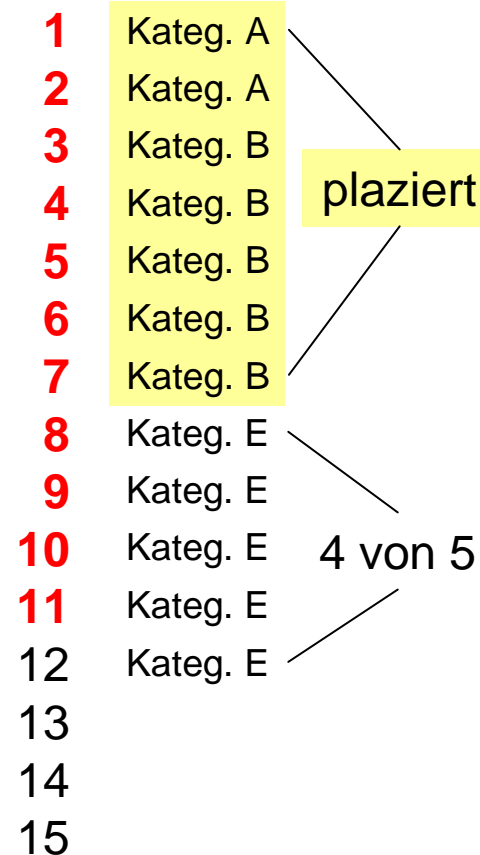 1 Kateg. A
2 Kateg. A
3 Kateg. B
4 Kateg. B
plaziert
5 Kateg. B
6 Kateg. B
7 Kateg. B
8 Kateg. E
9 Kateg. E
10 Kateg. E
4 von 5
11 Kateg. E
12 Kateg. E
13
14
15